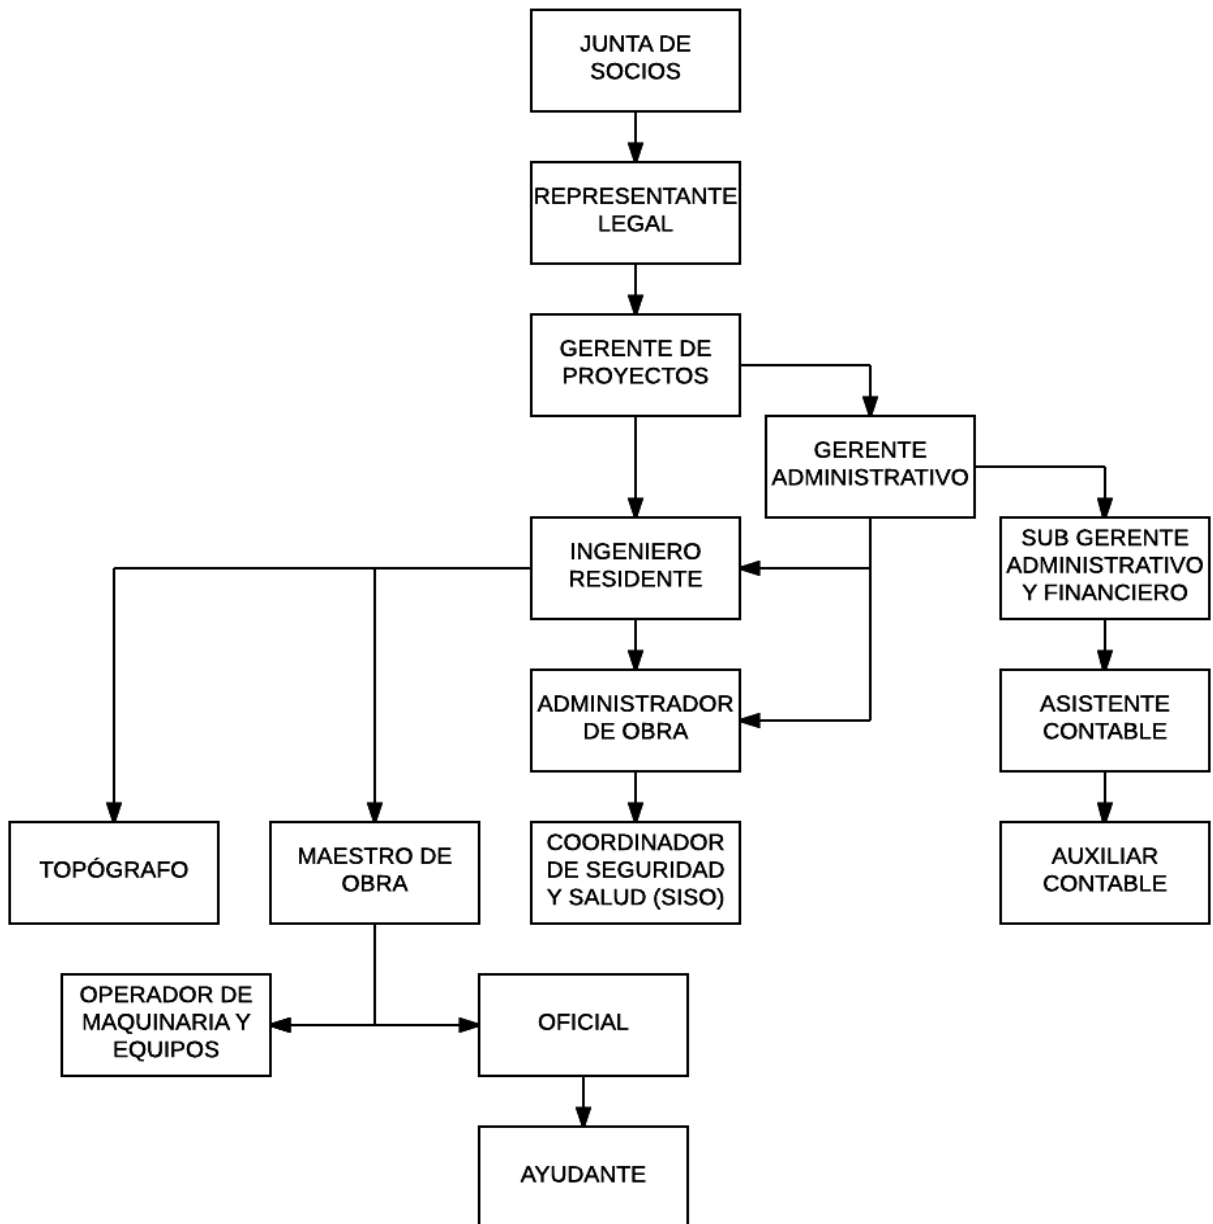 JUNTA DE
SOCIOS
REPRESENTANTE
LEGAL
GERENTE DE
PROYECTOS
GERENTE
ADMINISTRATIVO
INGENIERO
RESIDENTE
SUB GERENTE
ADMINISTRATIVO
Y FINANCIERO
ADMINISTRADOR
DE OBRA
ASISTENTE
CONTABLE
TOPÓGRAFO
MAESTRO DE
OBRA
COORDINADOR
DE SEGURIDAD
Y SALUD (SISO)
AUXILIAR
CONTABLE
OPERADOR DE
MAQUINARIA Y
EQUIPOS
OFICIAL
AYUDANTE